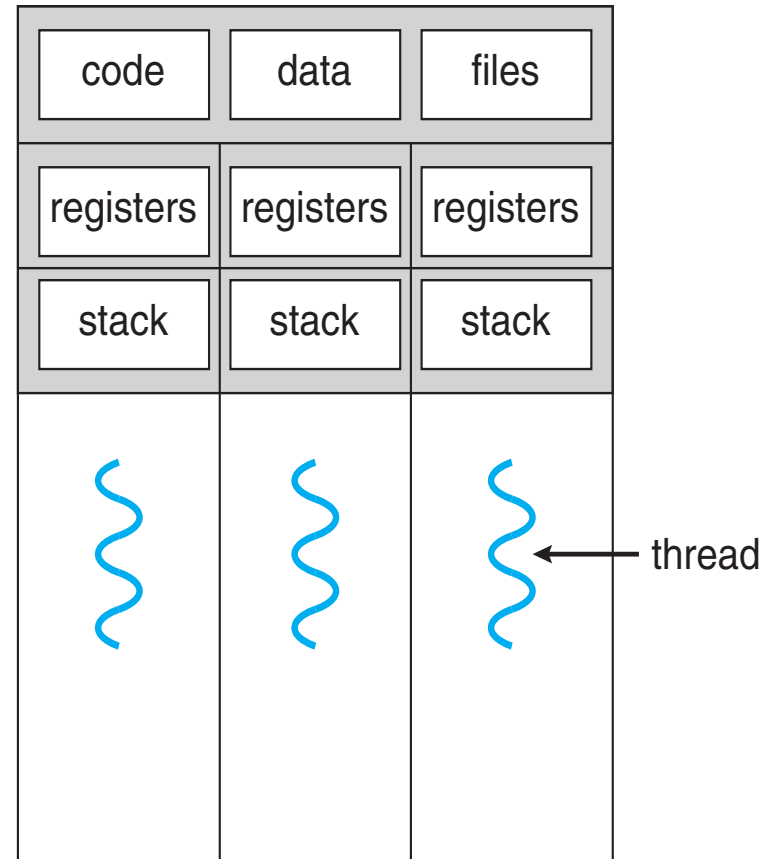 code data files
registers registers registers
stack stack stack
thread